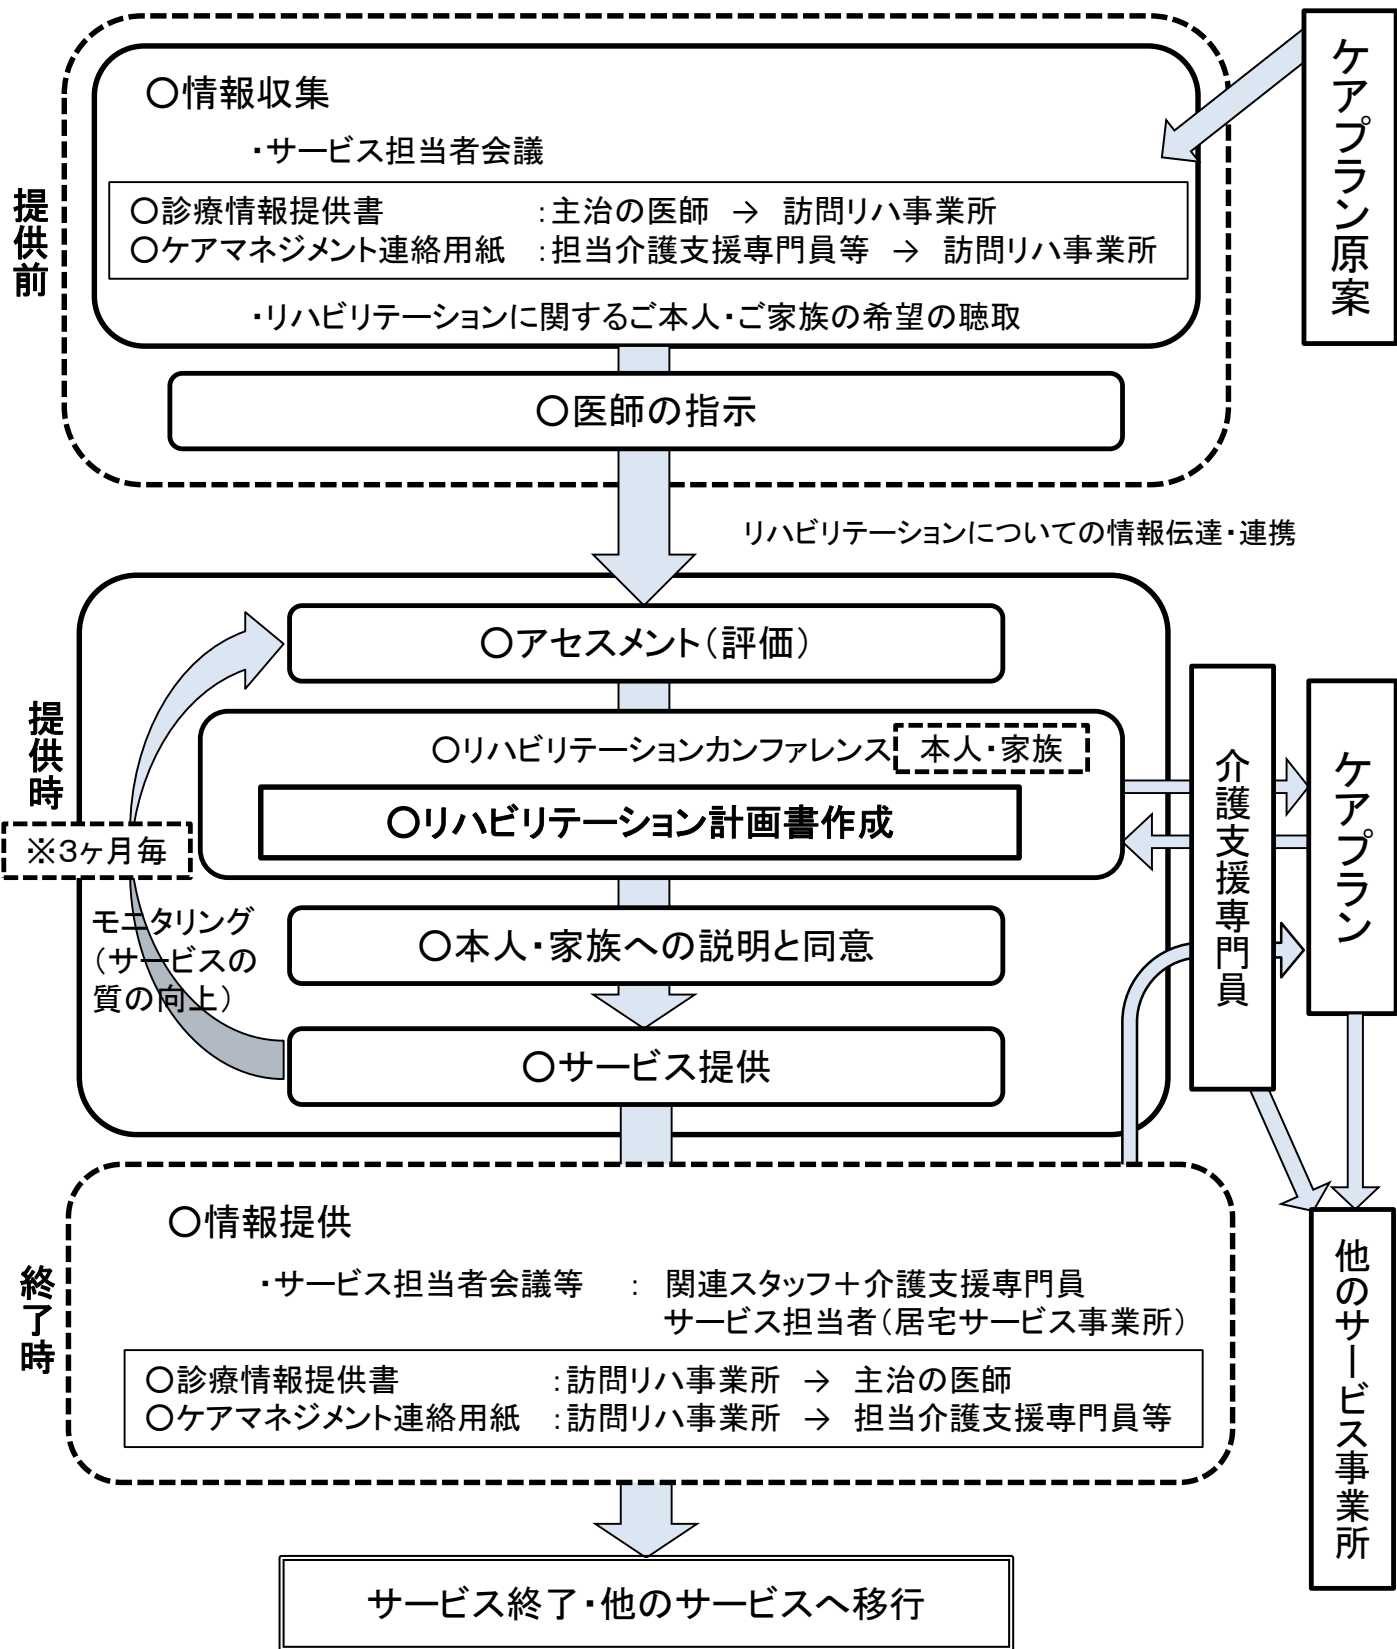 ケアプラン原案
提供前
〇情報収集
・サービス担当者会議
〇診療情報提供書　　　　　：主治の医師 → 訪問リハ事業所
〇ケアマネジメント連絡用紙　：担当介護支援専門員等 → 訪問リハ事業所
・リハビリテーションに関するご本人・ご家族の希望の聴取
〇医師の指示
リハビリテーションについての情報伝達・連携
提供時
〇アセスメント（評価）
〇リハビリテーションカンファレンス　本人・家族
〇リハビリテーション計画書作成
※3ヶ月毎
モニタリング
（サービスの
質の向上）
〇本人・家族への説明と同意
〇サービス提供
介護支援専門員
ケアプラン
終了時
〇情報提供
・サービス担当者会議等　：　関連スタッフ＋介護支援専門員
サービス担当者（居宅サービス事業所）
〇診療情報提供書　　　　　：訪問リハ事業所 → 主治の医師
〇ケアマネジメント連絡用紙　：訪問リハ事業所 → 担当介護支援専門員等
他のサービス事業所
サービス終了・他のサービスへ移行